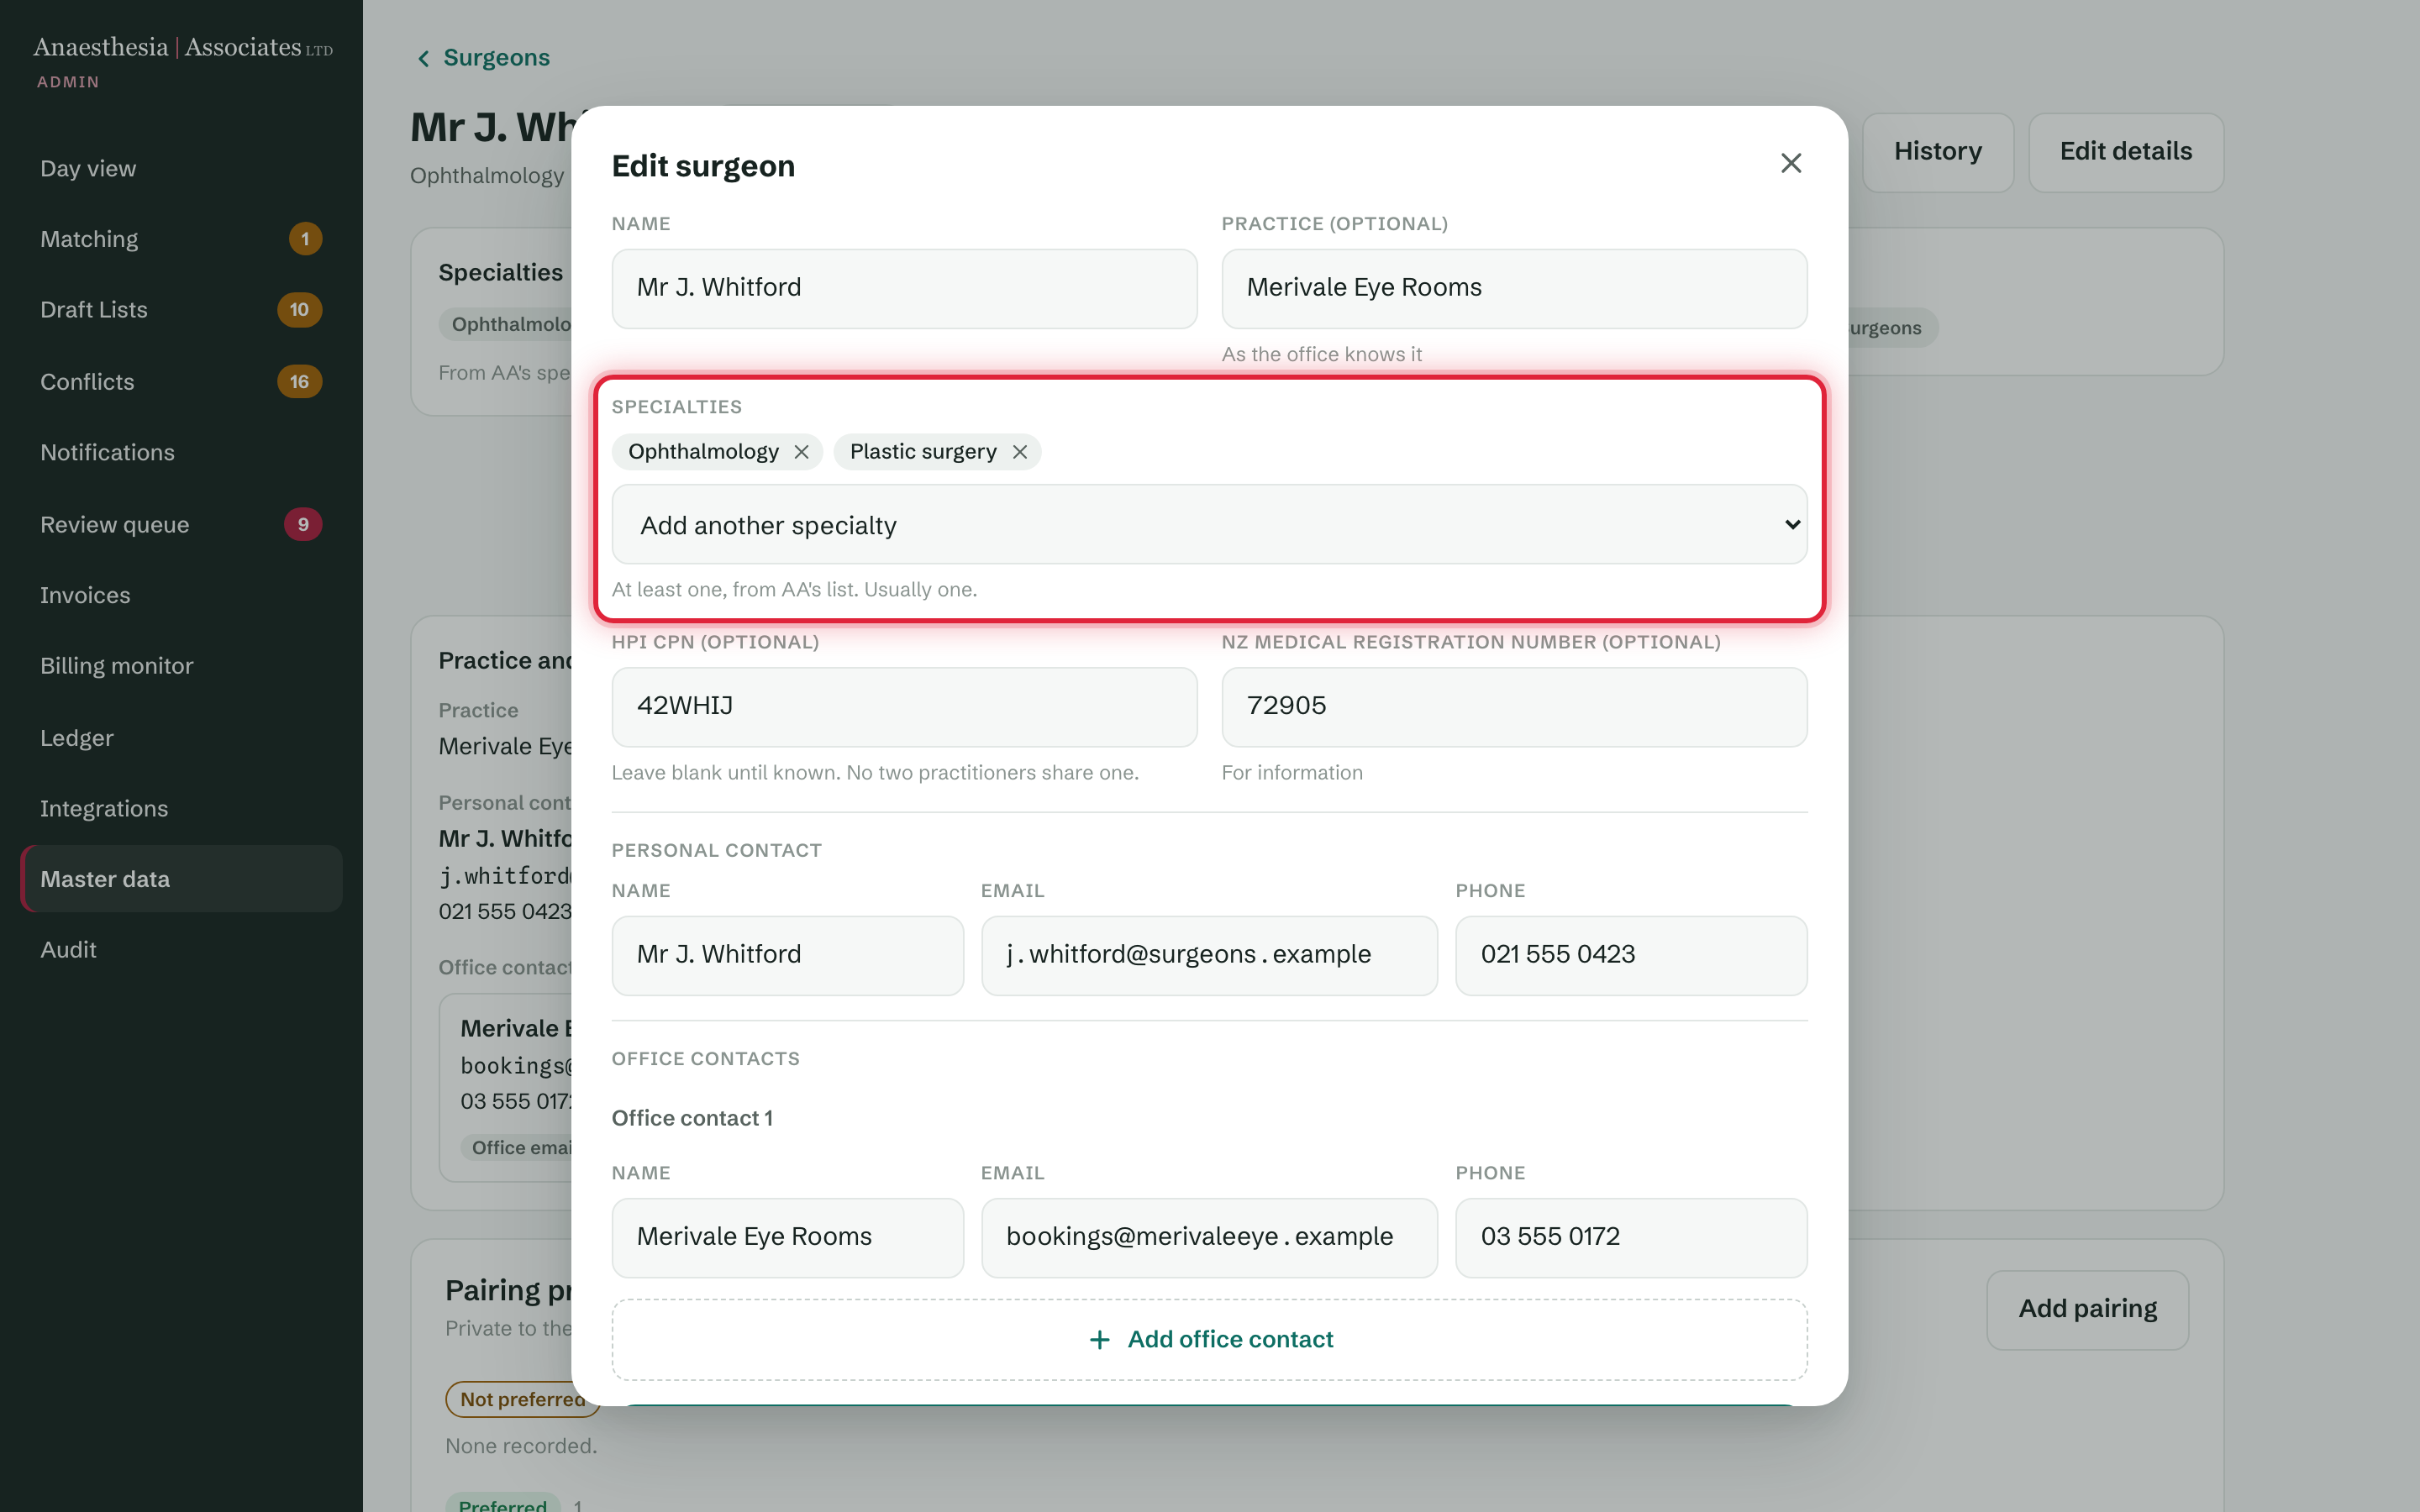 Anaesthesia | Associates LTD
ADMIN
Day view
Matching 1
Draft Lists 10
Conflicts 16
Notifications
Review queue 9
Invoices
Billing monitor
Ledger
Integrations
Master data
Audit
Surgeons
Mr J. Wh
Ophthalmology
History
Edit details
Specialties
Ophthalmolo
From AA's spe
urgeons
Practice and
Practice
Merivale Eye
Personal cont
Mr J. Whitfo
j.whitford@
021 555 0423
Office contact
Merivale E
bookings@
03 555 0172
Office emai
Pairing pr
Private to the
Add pairing
Not preferred
None recorded.
Preferred 1
Edit surgeon
NAME
Mr J. Whitford
PRACTICE (OPTIONAL)
Merivale Eye Rooms
As the office knows it
SPECIALTIES
Ophthalmology
Plastic surgery
Add another specialty
At least one, from AA's list. Usually one.
HPI CPN (OPTIONAL)
42WHIJ
Leave blank until known. No two practitioners share one.
NZ MEDICAL REGISTRATION NUMBER (OPTIONAL)
72905
For information
PERSONAL CONTACT
NAME
Mr J. Whitford
EMAIL
j.whitford@surgeons.example
PHONE
021 555 0423
OFFICE CONTACTS
Office contact 1
NAME
Merivale Eye Rooms
EMAIL
bookings@merivaleeye.example
PHONE
03 555 0172
+ Add office contact